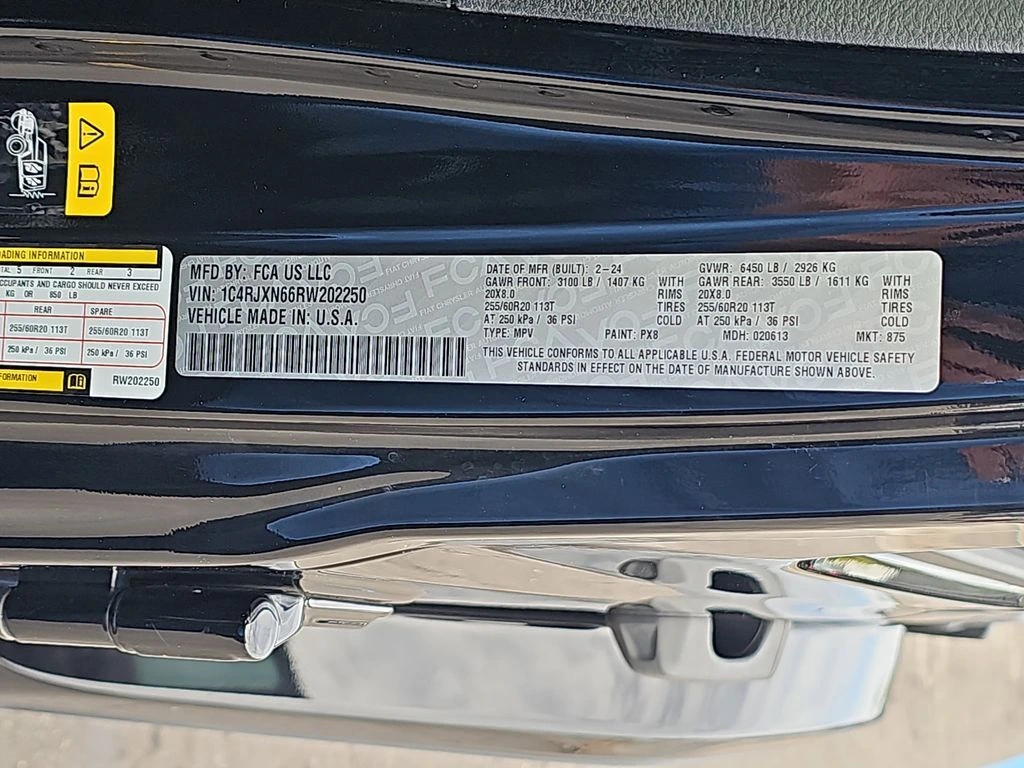 OADING INFORMATION
TAL 5 FRONT 2 REAR 3
CCUPANTS AND CARGO SHOULD NEVER EXCEED
KG OR 850 LB
REAR SPARE
255/60R20 113T 255/60R20 113T
250 kPa / 36 PSI 250 kPa / 36 PSI
FORMATION
RW202250
MFD BY: FCA US LLC
VIN: 1C4RJXN66RW202250
VEHICLE MADE IN: U.S.A.
DATE OF MFR (BUILT): 2-24
GAWR FRONT: 3100 LB / 1407 KG WITH
20X8.0 RIMS
255/60R20 113T TIRES
AT 250 kPa / 36 PSI COLD
TYPE: MPV PAINT: PX8
GVWR: 6450 LB / 2926 KG
GAWR REAR: 3550 LB / 1611 KG WITH
20X8.0 RIMS
255/60R20 113T TIRES
AT 250 kPa / 36 PSI COLD
MDH: 020613 MKT: 875
THIS VEHICLE CONFORMS TO ALL APPLICABLE U.S.A. FEDERAL MOTOR VEHICLE SAFETY
STANDARDS IN EFFECT ON THE DATE OF MANUFACTURE SHOWN ABOVE.